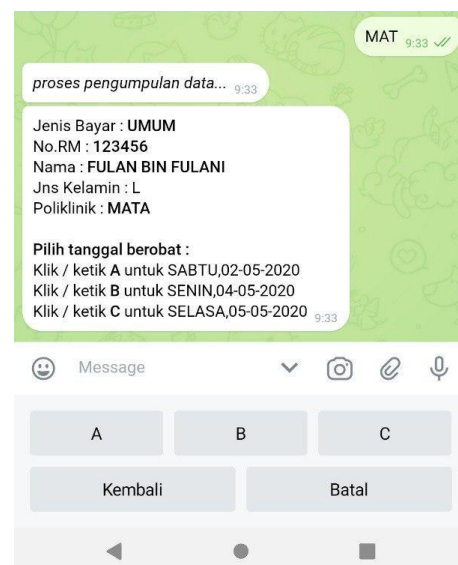 MAT 9:33
proses pengumpulan data... 9:33
Jenis Bayar : UMUM
No.RM : 123456
Nama : FULAN BIN FULANI
Jns Kelamin : L
Poliklinik : MATA
Pilih tanggal berobat :
Klik / ketik A untuk SABTU,02-05-2020
Klik / ketik B untuk SENIN,04-05-2020
Klik / ketik C untuk SELASA,05-05-2020 9:33
Message
A B C
Kembali Batal